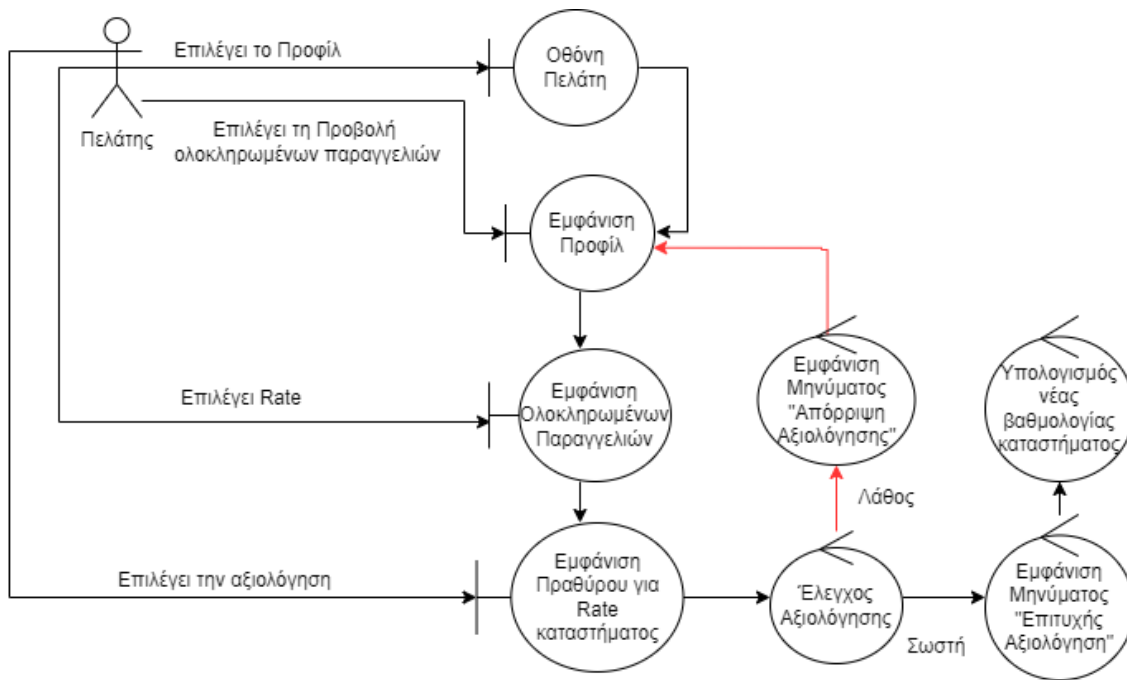 Επιλέγει το Προφίλ
Οθόνη
Πελάτη
Πελάτης
Επιλέγει τη Προβολή
ολοκληρωμένων παραγγελιών
Εμφάνιση
Προφίλ
Επιλέγει Rate
Εμφάνιση
Ολοκληρωμένων
Παραγγελιών
Εμφάνιση
Μηνύματος
"Απόρριψη
Αξιολόγησης"
Υπολογισμός
νέας
βαθμολογίας
καταστήματος
Λάθος
Επιλέγει την αξιολόγηση
Εμφάνιση
Πραθύρου για
Rate
καταστήματος
Έλεγχος
Αξιολόγησης
Σωστή
Εμφάνιση
Μηνύματος
"Επιτυχής
Αξιολόγηση"